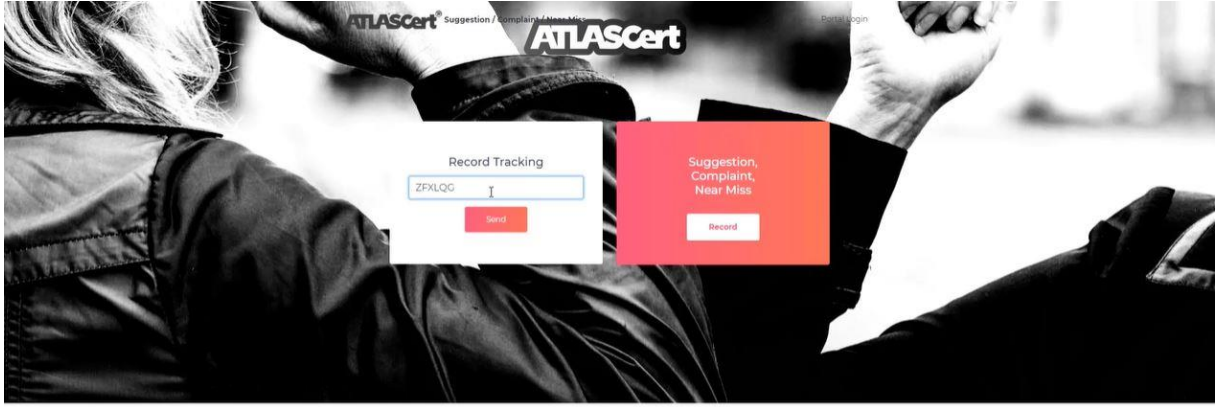 ATLASCert® Suggestion / Complaint / Near Miss
Portal Login
ATLASCert
Record Tracking
ZFXLQG
Send
Suggestion,
Complaint,
Near Miss
Record